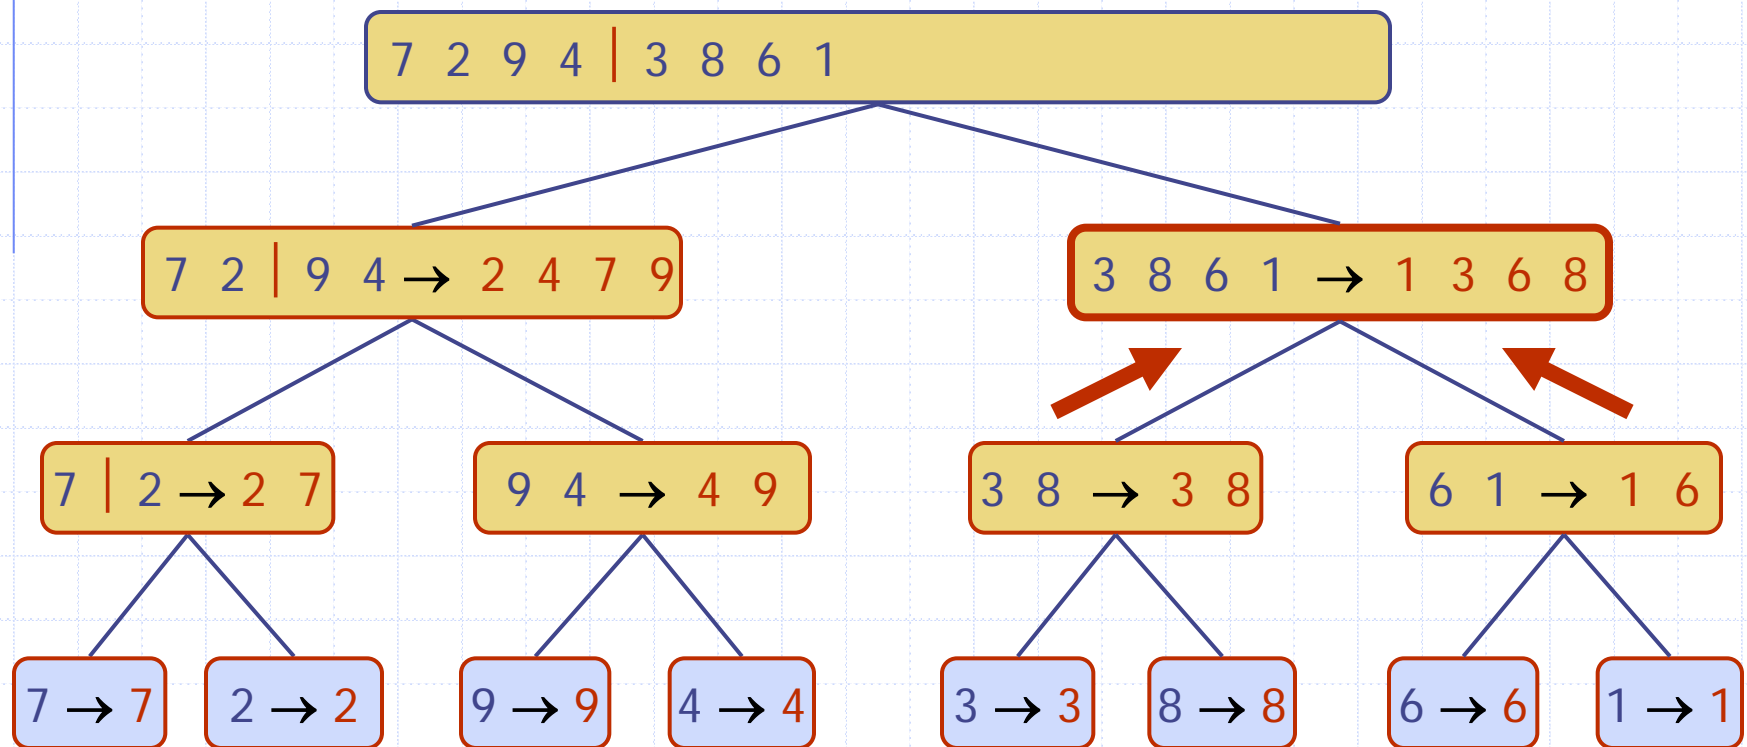 7 2 9 4 | 3 8 6 1
7 2 | 9 4 → 2 4 7 9
3 8 6 1 → 1 3 6 8
7 | 2 → 2 7
9 4 → 4 9
3 8 → 3 8
6 1 → 1 6
7 → 7
2 → 2
9 → 9
4 → 4
3 → 3
8 → 8
6 → 6
1 → 1